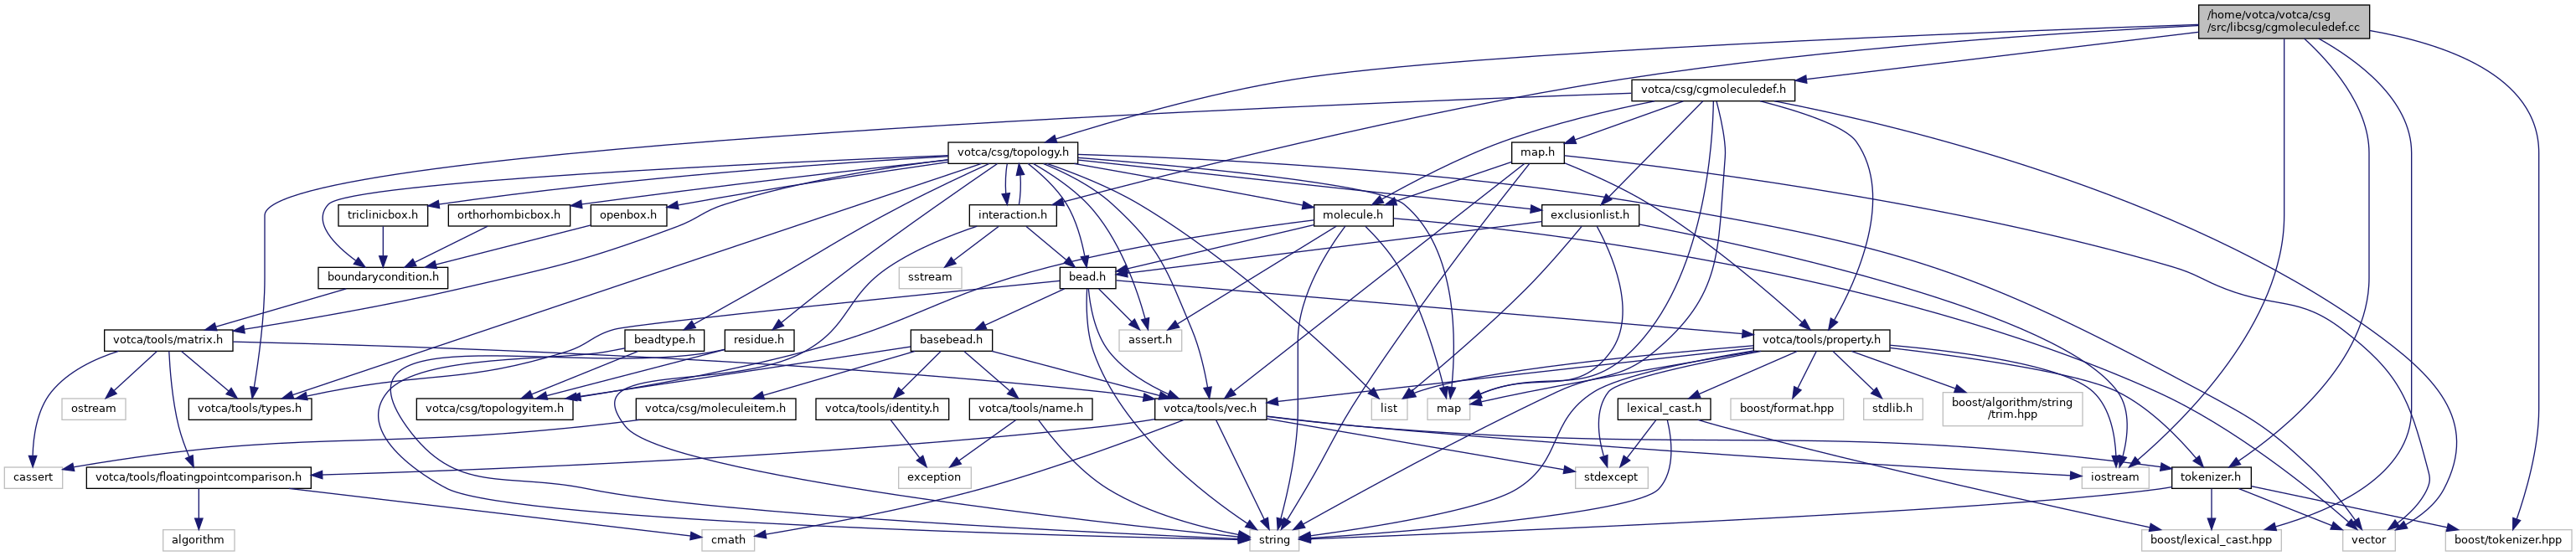 /home/votca/votca/csg
/src/libcsg/cgmoleculedef.cc
votca/csg/cgmoleculedef.h
votca/csg/topology.h
map.h
triclinicbox.h
orthorhombicbox.h
openbox.h
interaction.h
molecule.h
exclusionlist.h
boundarycondition.h
sstream
bead.h
votca/tools/matrix.h
beadtype.h
residue.h
basebead.h
assert.h
votca/tools/property.h
ostream
votca/tools/types.h
votca/csg/topologyitem.h
votca/csg/moleculeitem.h
votca/tools/identity.h
votca/tools/name.h
votca/tools/vec.h
list
map
lexical_cast.h
boost/format.hpp
stdlib.h
boost/algorithm/string
/trim.hpp
cassert
votca/tools/floatingpointcomparison.h
exception
stdexcept
iostream
tokenizer.h
algorithm
cmath
string
boost/lexical_cast.hpp
vector
boost/tokenizer.hpp